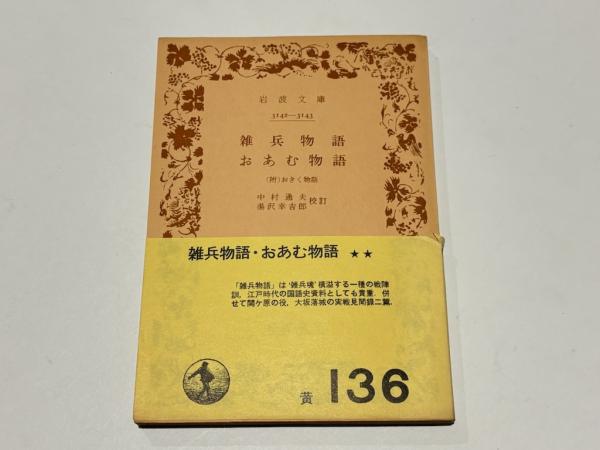 岩波文庫
3142—3143
雑兵物語
おあむ物語
(附)おきく物語
中村通夫
湯沢幸吉郎 校訂
雑兵物語・おあむ物語 ★★
「雑兵物語」は‘雑兵魂’横溢する一種の戦陣
訓．江戸時代の国語史資料としても貴重．併
せて関ケ原の役，大坂落城の実戦見聞録二篇．
黄 136